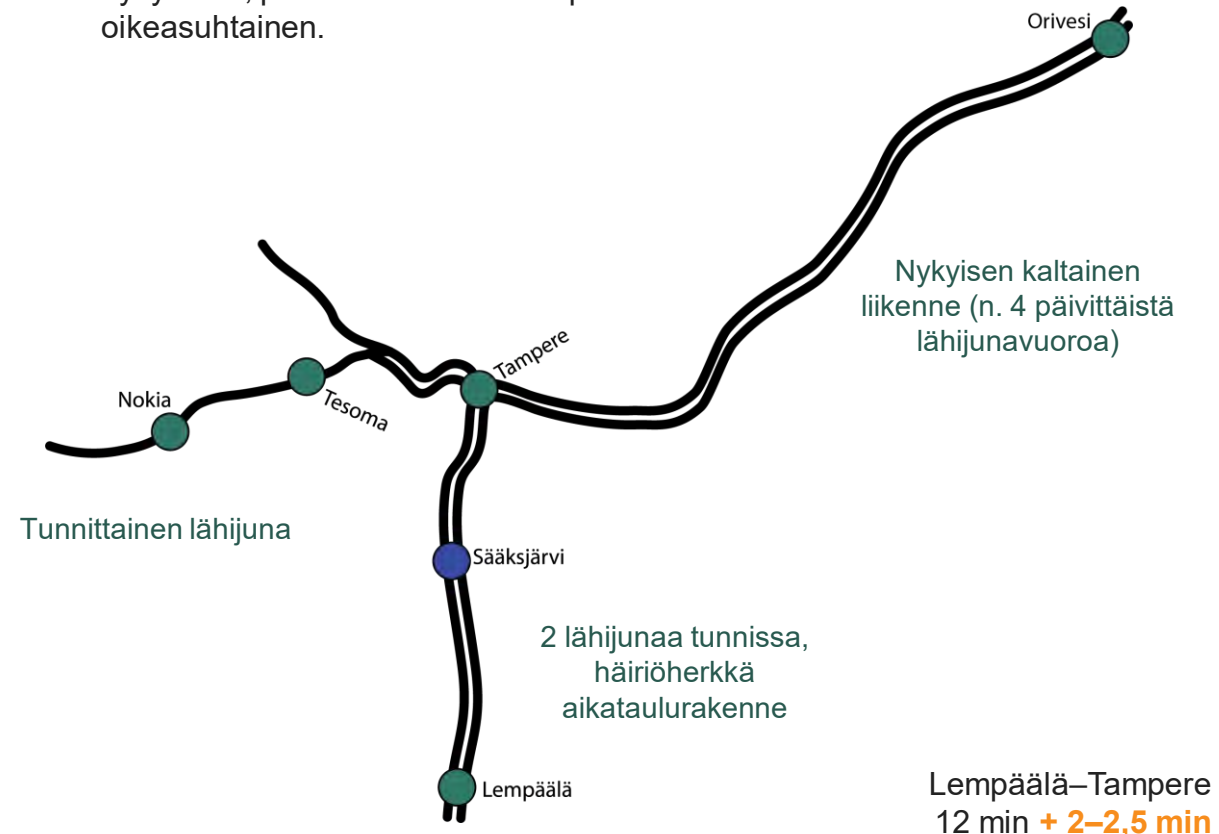 oikeasuhtainen.
Orivesi
Nykyisen kaltainen
liikenne (n. 4 päivittäistä
lähijunavuoroa)
Tampere
Tesoma
Nokia
Tunnittainen lähijuna
Sääksjärvi
2 lähijunaa tunnissa,
häiriöherkkä
aikataulurakenne
Lempäälä
Lempäälä–Tampere
12 min + 2–2,5 min